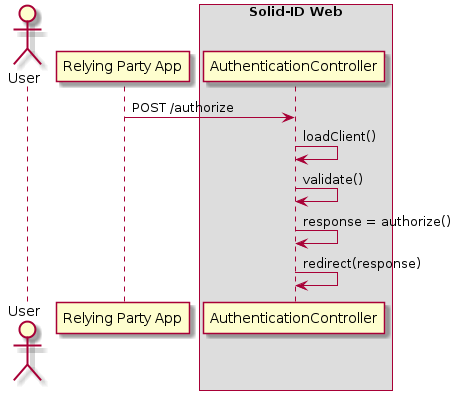 Solid-ID Web
User
Relying Party App
AuthenticationController
POST /authorize
loadClient()
validate()
response = authorize()
redirect(response)
User
Relying Party App
AuthenticationController